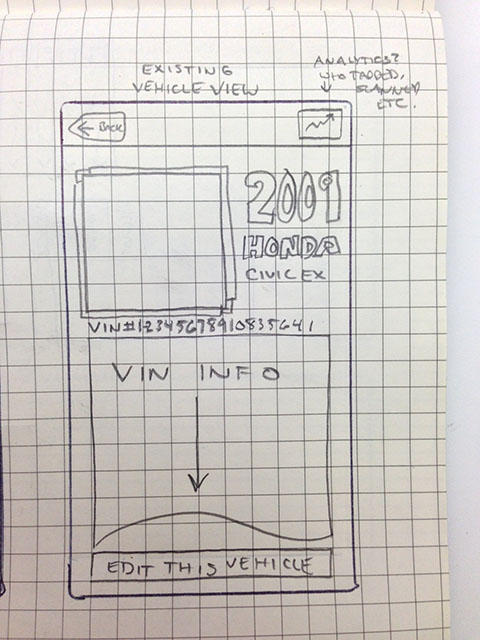 EXISTING
VEHICLE VIEW
ANALYTICS?
WHO TAGGED,
SCANNED
ETC.
BACK
2009
HONDA
CIVIC EX
VIN#12345678910835641
VIN INFO
EDIT THIS VEHICLE